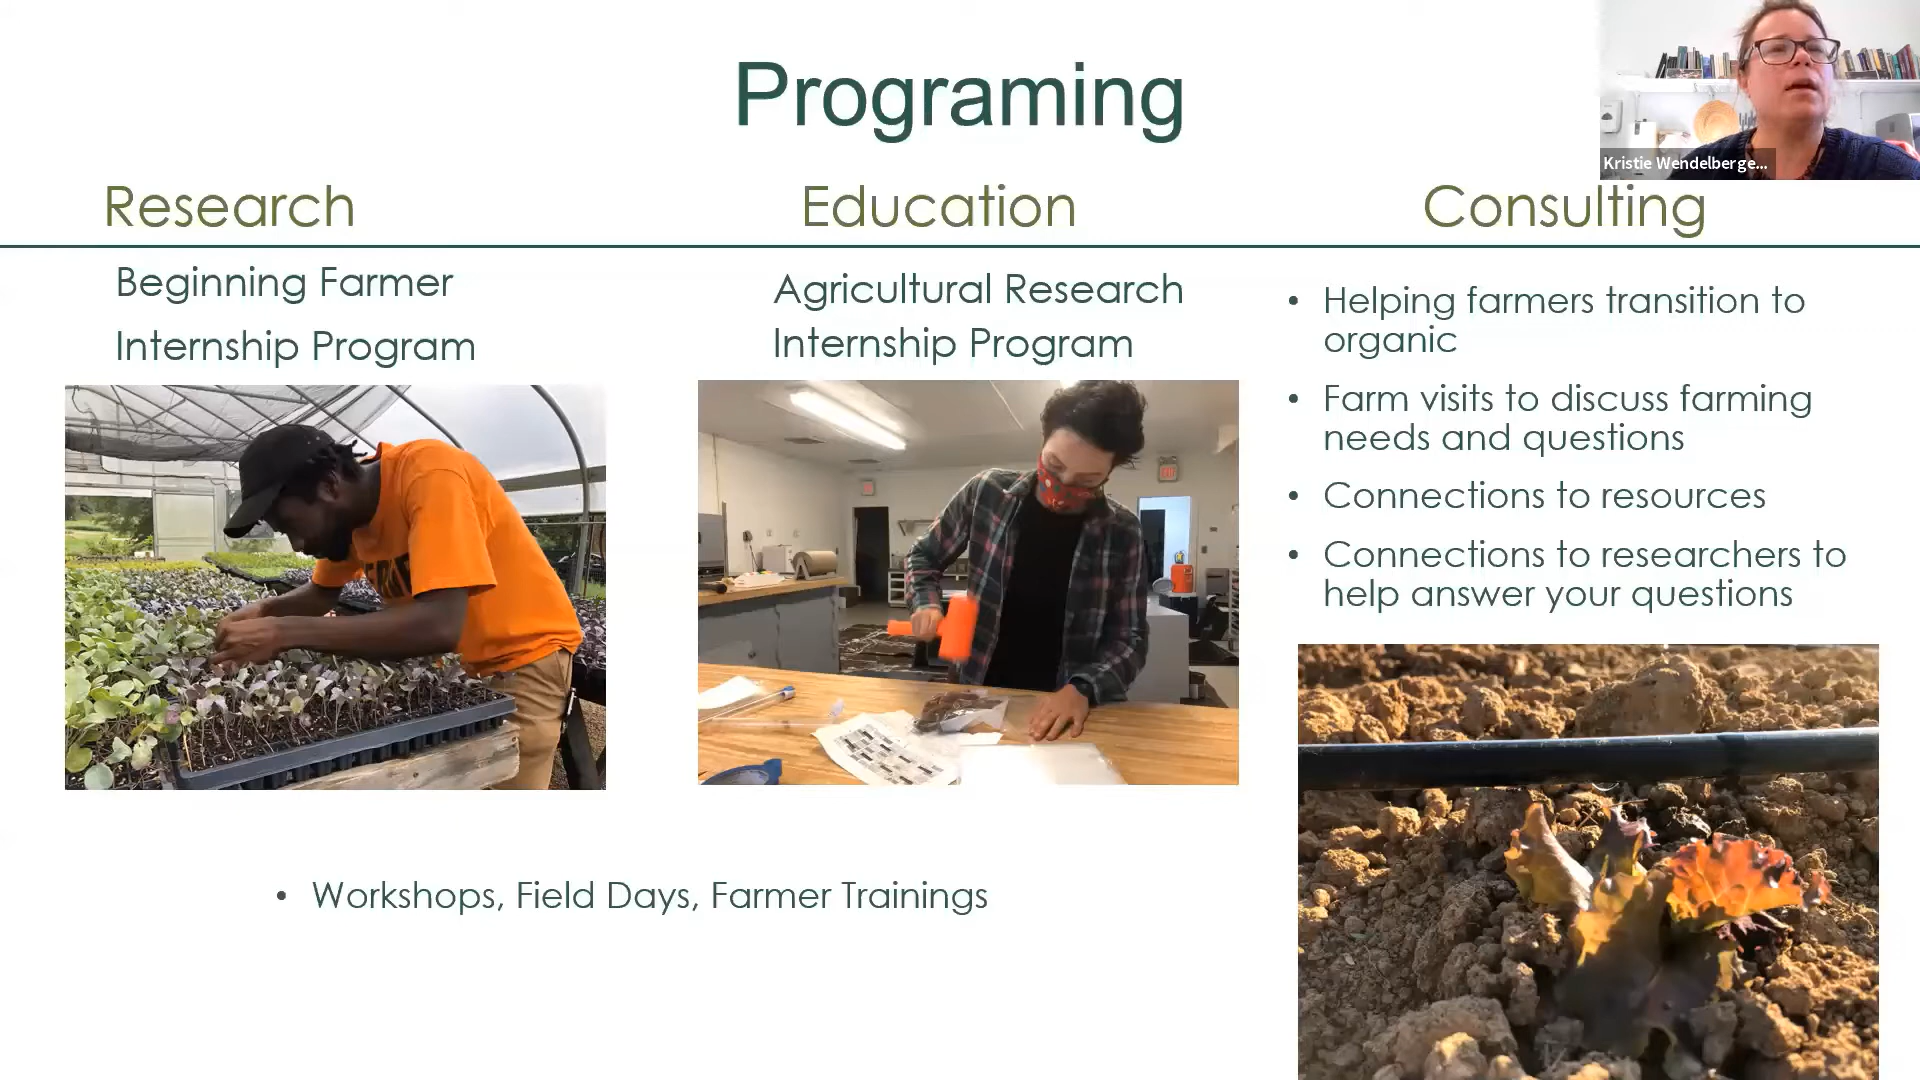 Programing
Kristie Wendelberge...
Research
Education
Consulting
Beginning Farmer
Internship Program
Agricultural Research
Internship Program
• Helping farmers transition to
organic
• Farm visits to discuss farming
needs and questions
• Connections to resources
• Connections to researchers to
help answer your questions
• Workshops, Field Days, Farmer Trainings